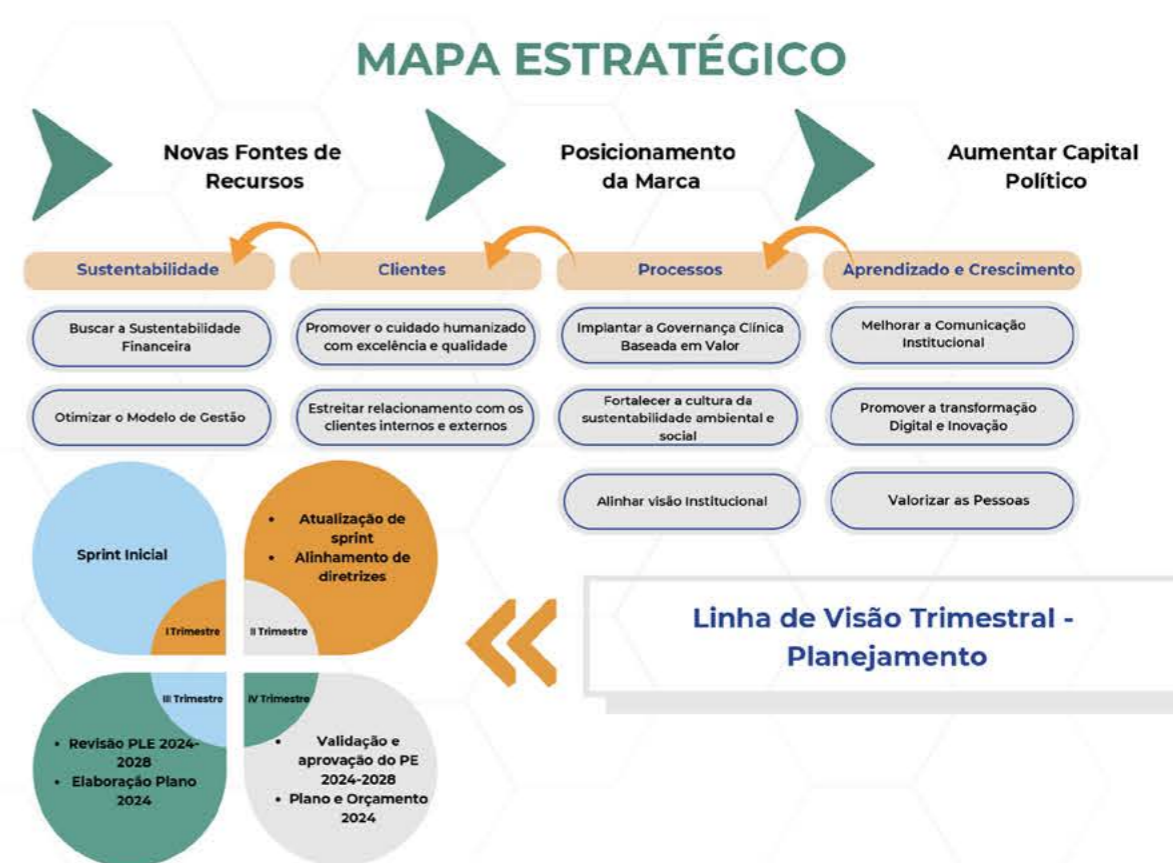 MAPA ESTRATÉGICO
Novas Fontes de
Recursos
Posicionamento
da Marca
Aumentar Capital
Político
Sustentabilidade
Clientes
Processos
Aprendizado e Crescimento
Buscar a Sustentabilidade
Financeira
Promover o cuidado humanizado
com excelência e qualidade
Implantar a Governança Clínica
Baseada em Valor
Melhorar a Comunicação
Institucional
Otimizar o Modelo de Gestão
Estreitar relacionamento com os
clientes internos e externos
Fortalecer a cultura da
sustentabilidade ambiental e
social
Promover a transformação
Digital e Inovação
Alinhar visão Institucional
Valorizar as Pessoas
Sprint Inicial
• Atualização de
sprint
• Alinhamento de
diretrizes
I Trimestre
II Trimestre
III Trimestre
IV Trimestre
• Revisão PLE 2024-
2028
• Elaboração Plano
2024
• Validação e
aprovação do PE
2024-2028
• Plano e Orçamento
2024
Linha de Visão Trimestral -
Planejamento